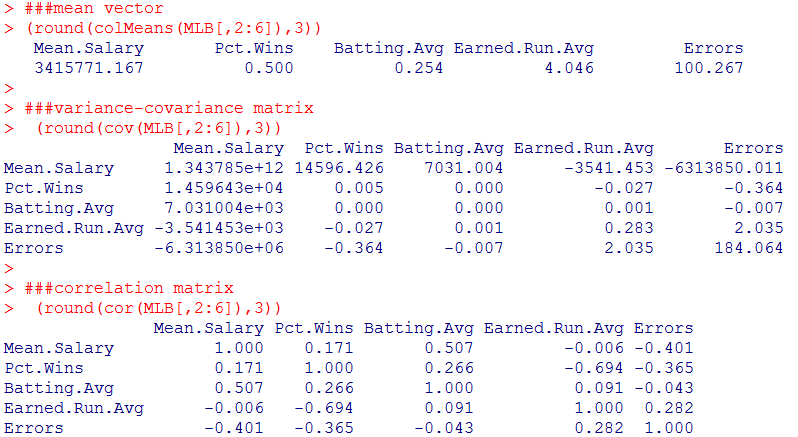 > ###mean vector
> (round(colMeans(MLB[,2:6]),3))
Mean.Salary Pct.Wins Batting.Avg Earned.Run.Avg Errors
3415771.167 0.500 0.254 4.046 100.267
>
> ###variance-covariance matrix
> (round(cov(MLB[,2:6]),3))
Mean.Salary Pct.Wins Batting.Avg Earned.Run.Avg Errors
Mean.Salary 1.343785e+12 14596.426 7031.004 -3541.453 -6313850.011
Pct.Wins 1.459643e+04 0.005 0.000 -0.027 -0.364
Batting.Avg 7.031004e+03 0.000 0.000 0.001 -0.007
Earned.Run.Avg -3.541453e+03 -0.027 0.001 0.283 2.035
Errors -6.313850e+06 -0.364 -0.007 2.035 184.064
>
> ###correlation matrix
> (round(cor(MLB[,2:6]),3))
Mean.Salary Pct.Wins Batting.Avg Earned.Run.Avg Errors
Mean.Salary 1.000 0.171 0.507 -0.006 -0.401
Pct.Wins 0.171 1.000 0.266 -0.694 -0.365
Batting.Avg 0.507 0.266 1.000 0.091 -0.043
Earned.Run.Avg -0.006 -0.694 0.091 1.000 0.282
Errors -0.401 -0.365 -0.043 0.282 1.000